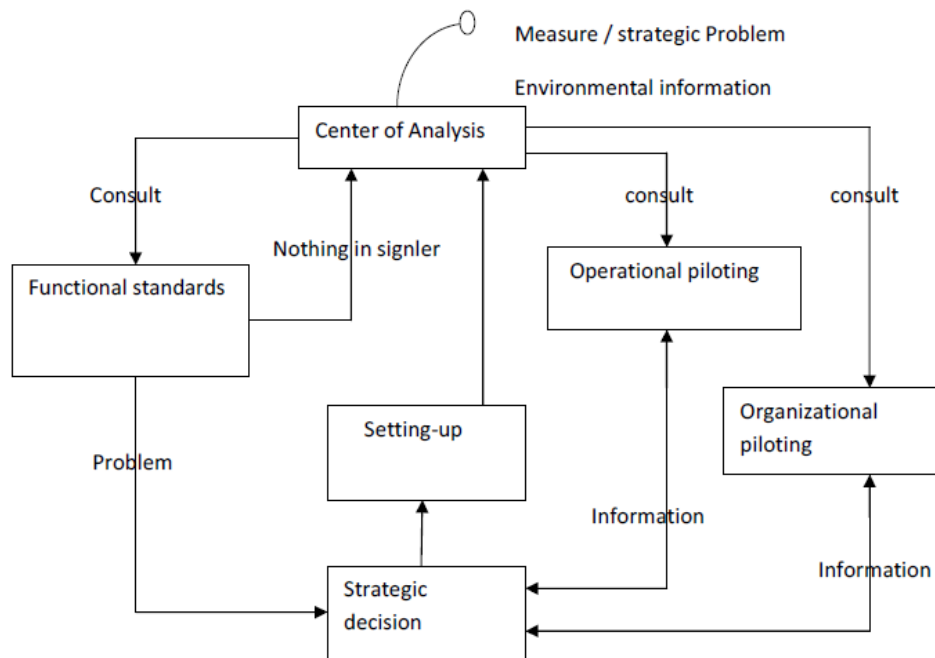 Measure / strategic Problem
Environmental information
Center of Analysis
Consult
consult
consult
Nothing in signler
Functional standards
Operational piloting
Organizational
piloting
Setting-up
Problem
Information
Information
Strategic
decision